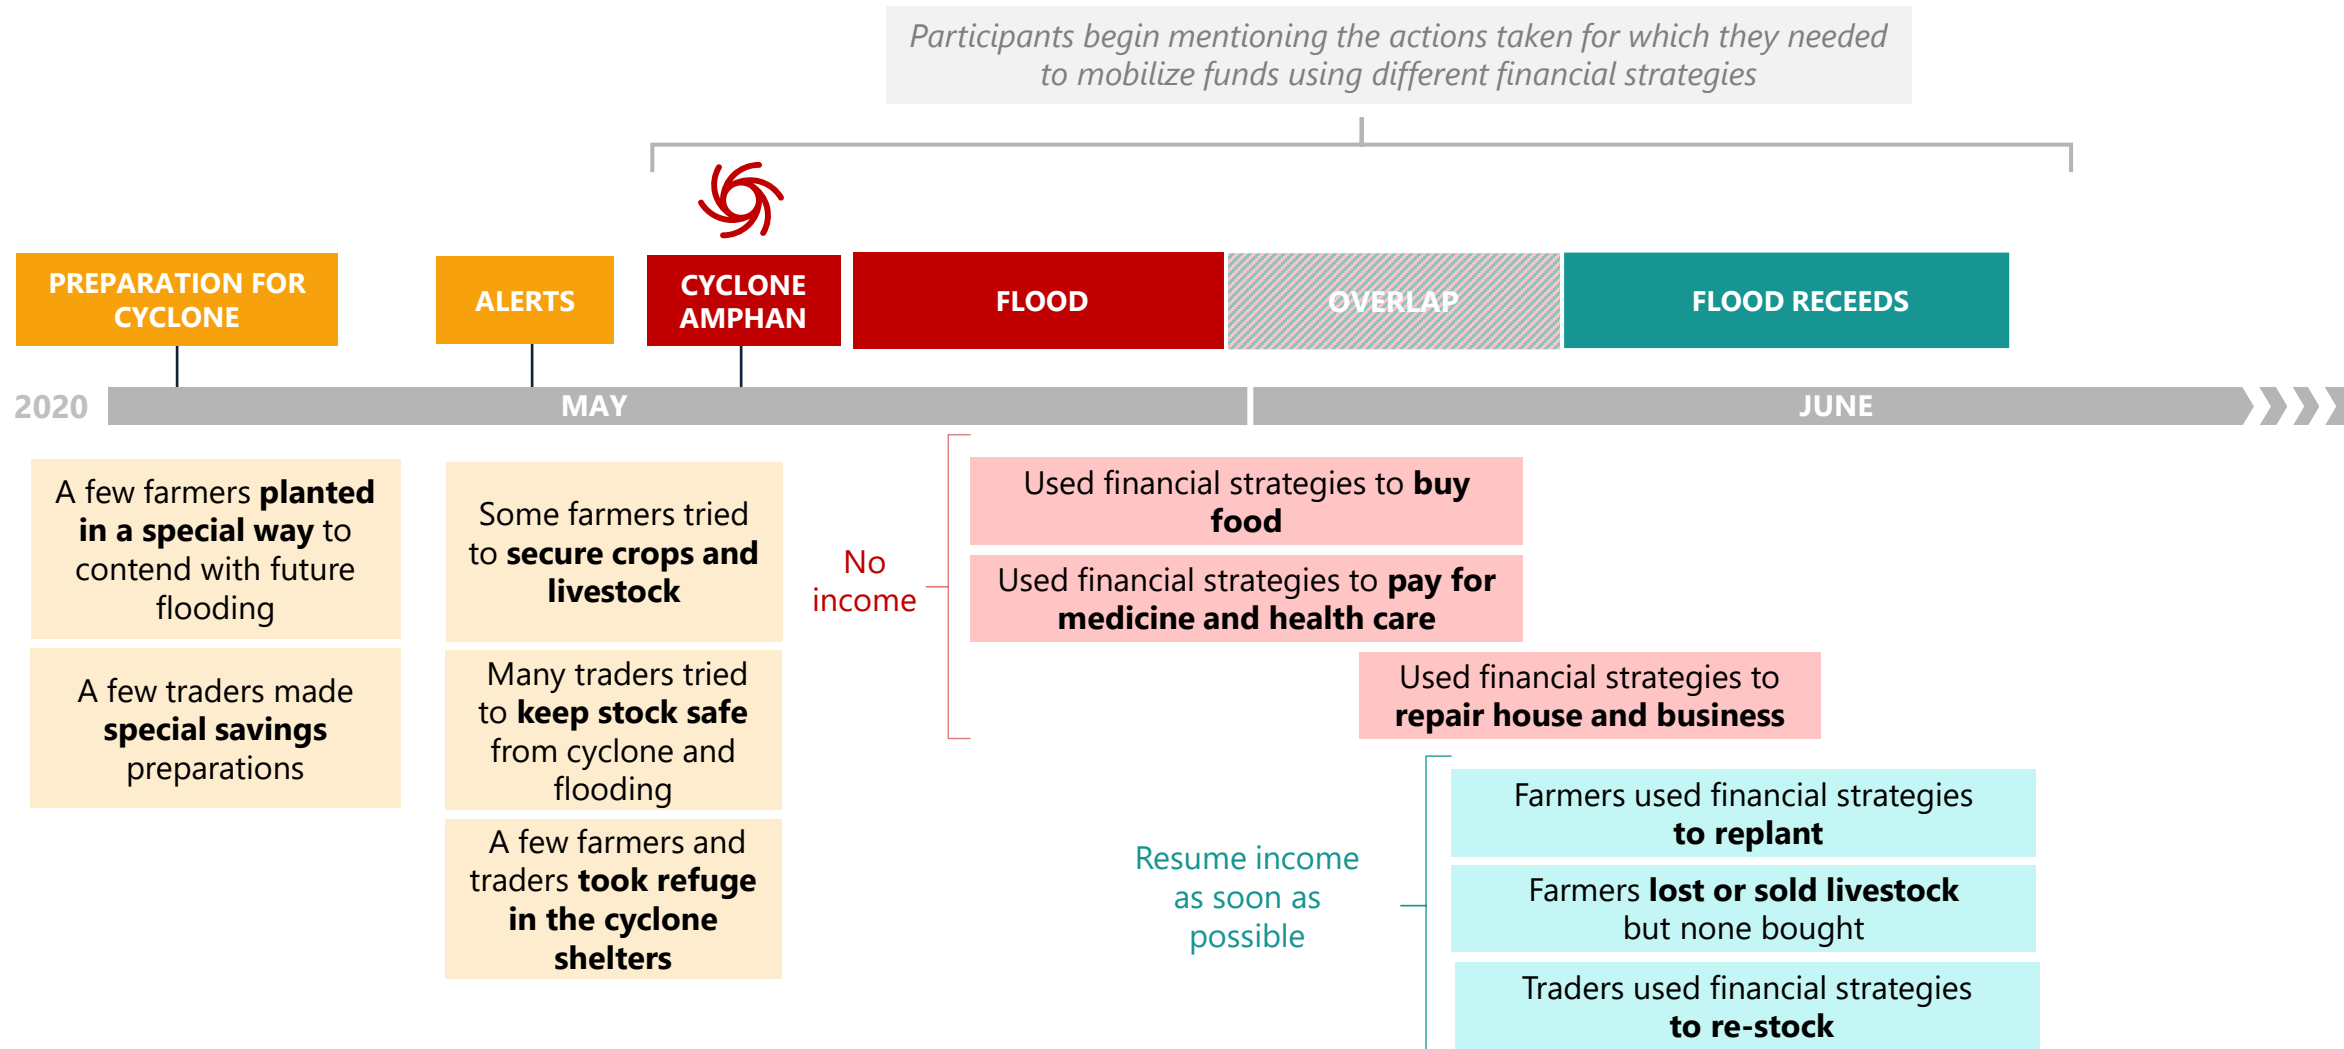 Participants begin mentioning the actions taken for which they needed
to mobilize funds using different financial strategies
PREPARATION FOR
CYCLONE
ALERTS
CYCLONE
AMPHAN
FLOOD
OVERLAP
FLOOD RECEEDS
2020
MAY
JUNE
A few farmers planted
in a special way to
contend with future
flooding
A few traders made
special savings
preparations
Some farmers tried
to secure crops and
livestock
Many traders tried
to keep stock safe
from cyclone and
flooding
A few farmers and
traders took refuge
in the cyclone
shelters
No
income
Used financial strategies to buy
food
Used financial strategies to pay for
medicine and health care
Used financial strategies to
repair house and business
Resume income
as soon as
possible
Farmers used financial strategies
to replant
Farmers lost or sold livestock
but none bought
Traders used financial strategies
to re-stock